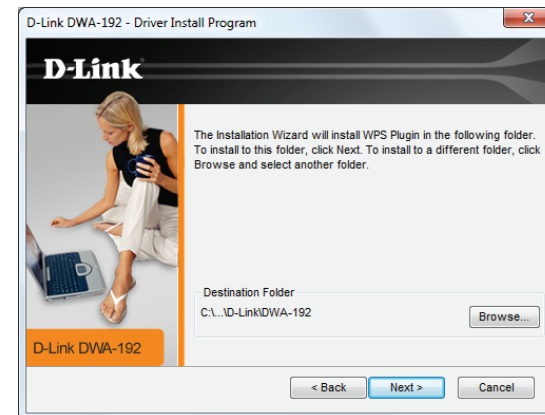 D-Link DWA-192 - Driver Install Program
D-Link
The Installation Wizard will install WPS Plugin in the following folder.
To install to this folder, click Next. To install to a different folder, click
Browse and select another folder.
Destination Folder
C:\...\D-Link\DWA-192
Browse...
D-Link DWA-192
< Back
Next >
Cancel